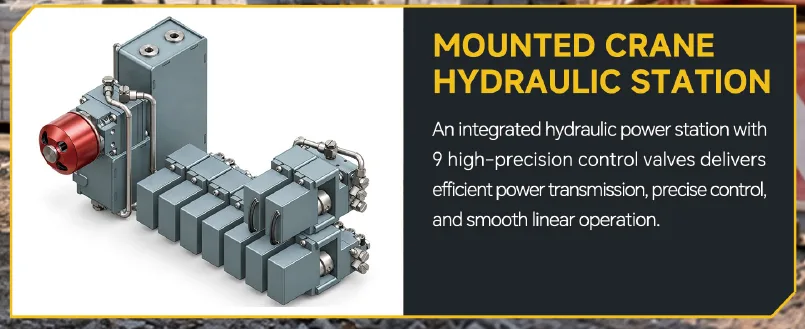 MOUNTED CRANE
HYDRAULIC STATION
An integrated hydraulic power station with
9 high-precision control valves delivers
efficient power transmission, precise control,
and smooth linear operation.